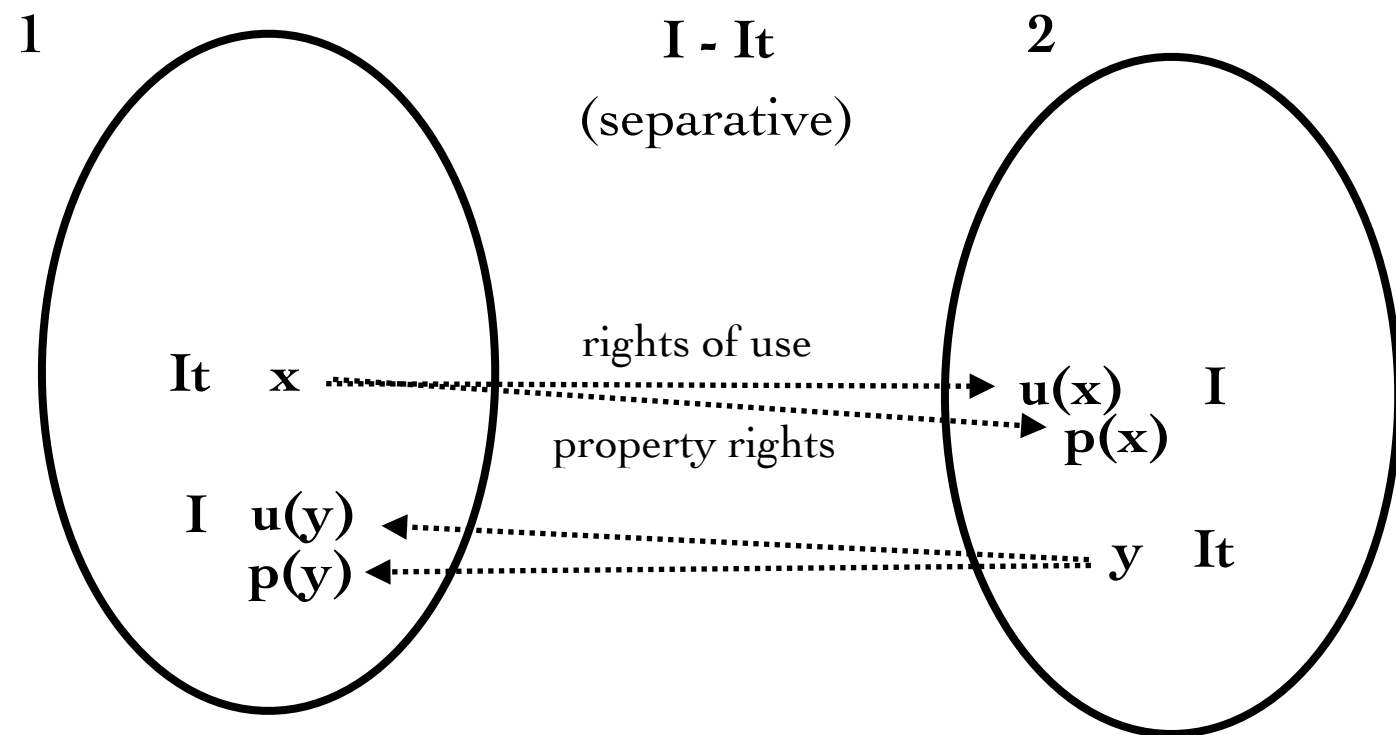 1
I - It
2
(separative)
rights of use
It x
u(x) I
p(x)
property rights
I u(y)
p(y)
y It